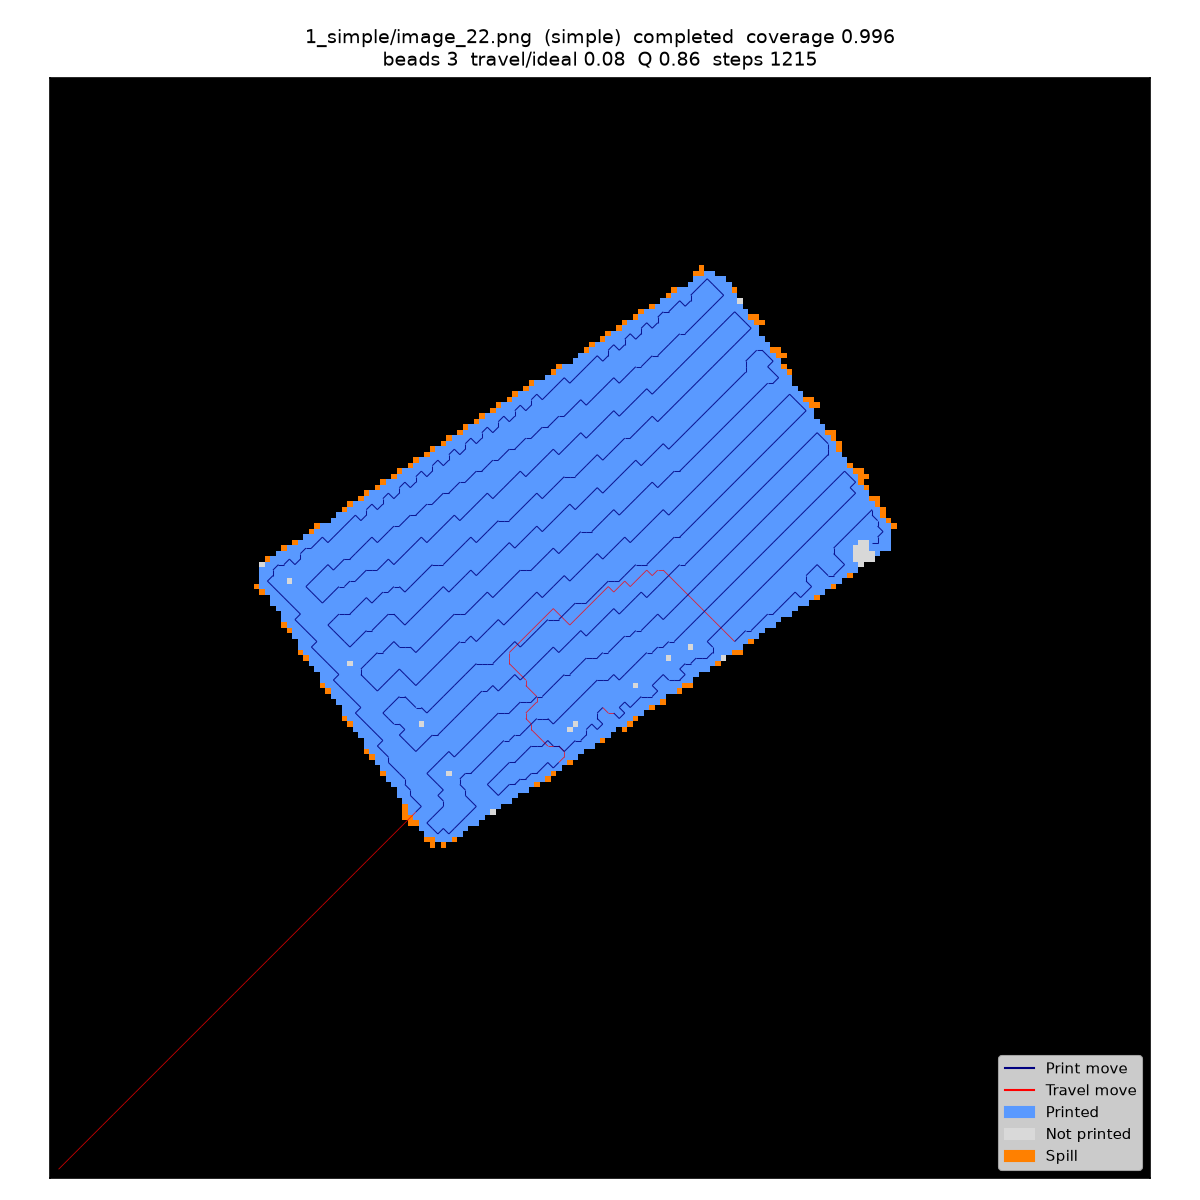 1_simple/image_22.png  (simple)  completed  coverage 0.996
beads 3  travel/ideal 0.08  Q 0.86  steps 1215
Print move
Travel move
Printed
Not printed
Spill